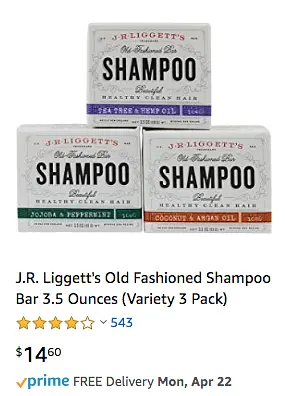 J·R·LIGGETT'S
Old-Fashioned Bar
SHAMPOO
Beautiful
HEALTHY CLEAN HAIR
TEA TREE & HEMP OIL
J·R·LIGGETT'S
Old-Fashioned Bar
SHAMPOO
Beautiful
HEALTHY CLEAN HAIR
JOJOBA & PEPPERMINT
J·R·LIGGETT'S
Old-Fashioned Bar
SHAMPOO
Beautiful
HEALTHY CLEAN HAIR
COCONUT & ARGAN OIL
J.R. Liggett's Old Fashioned Shampoo
Bar 3.5 Ounces (Variety 3 Pack)
543
$1460
prime FREE Delivery Mon, Apr 22